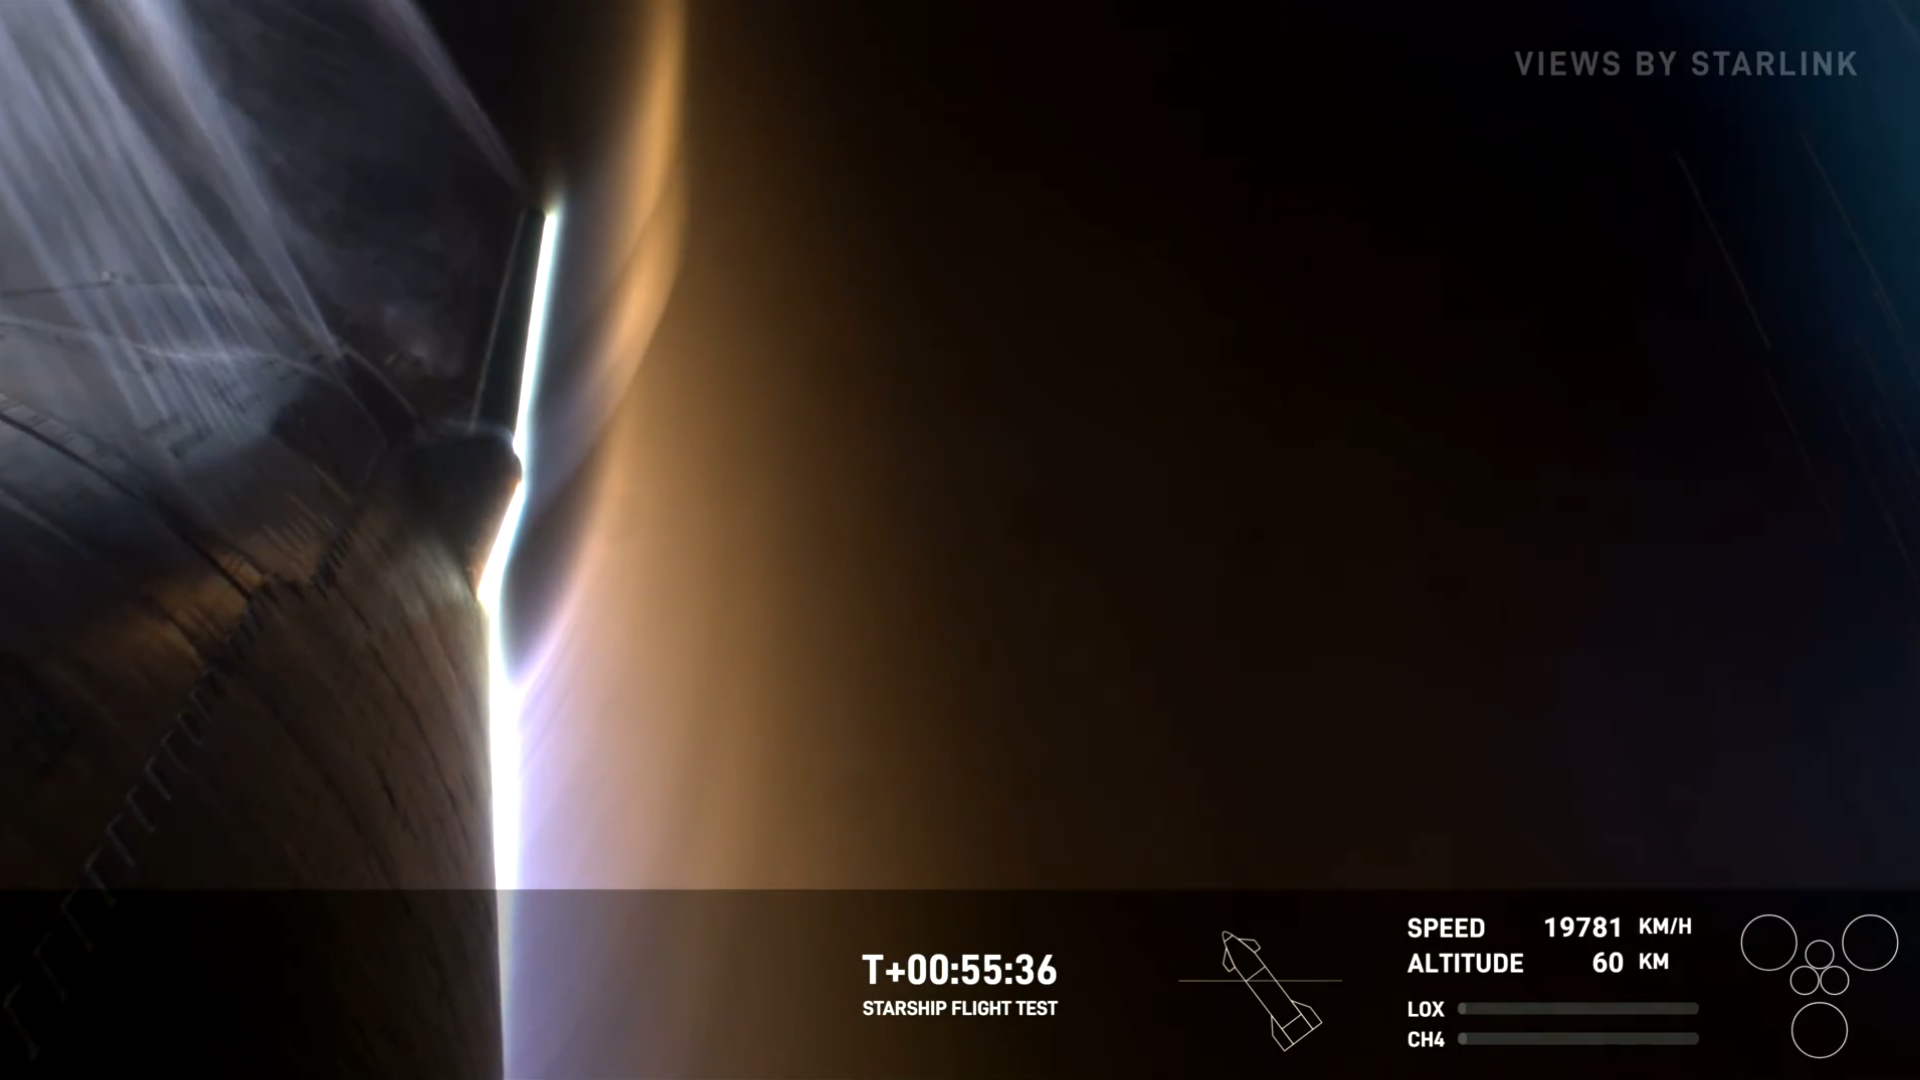 VIEWS BY STARLINK
T+00:55:36
STARSHIP FLIGHT TEST
SPEED 19781 KM/H
ALTITUDE 60 KM
LOX
CH4